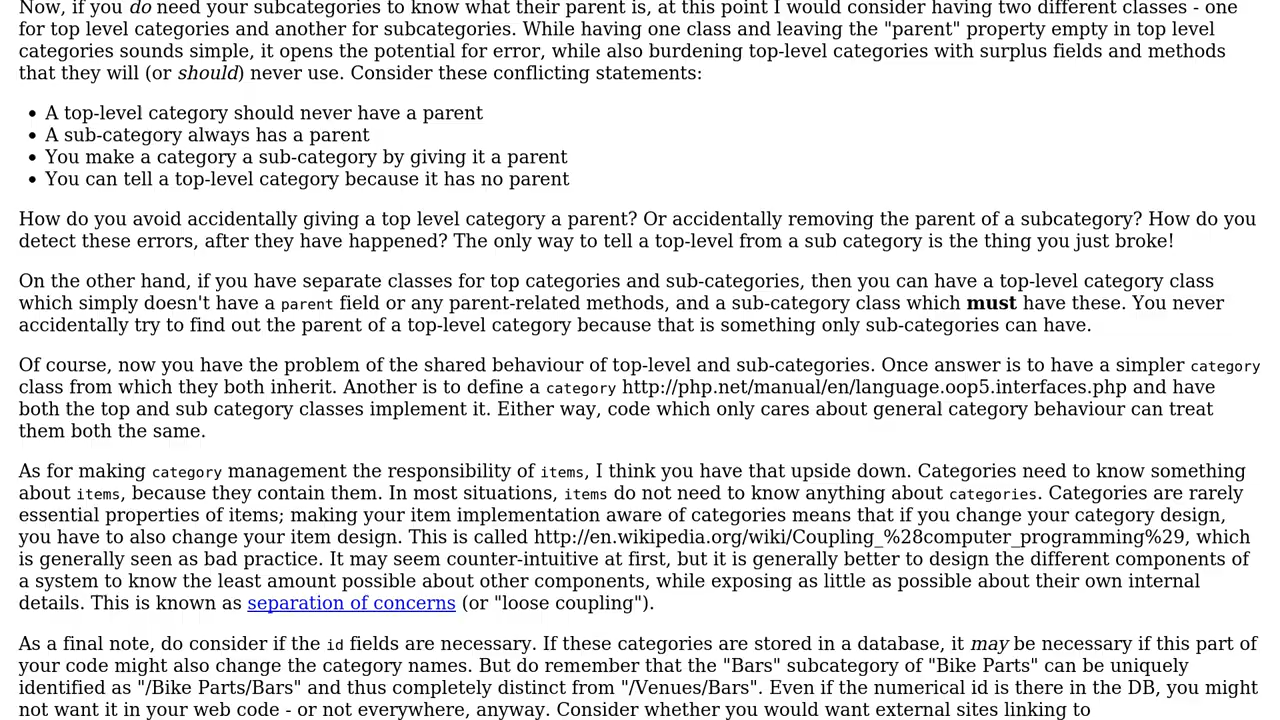 Now, if you do need your subcategories to know what their parent is, at this point I would consider having two different classes - one
for top level categories and another for subcategories. While having one class and leaving the "parent" property empty in top level
categories sounds simple, it opens the potential for error, while also burdening top-level categories with surplus fields and methods
that they will (or should) never use. Consider these conflicting statements:
• A top-level category should never have a parent
• A sub-category always has a parent
• You make a category a sub-category by giving it a parent
• You can tell a top-level category because it has no parent
How do you avoid accidentally giving a top level category a parent? Or accidentally removing the parent of a subcategory? How do you
detect these errors, after they have happened? The only way to tell a top-level from a sub category is the thing you just broke!
On the other hand, if you have separate classes for top categories and sub-categories, then you can have a top-level category class
which simply doesn't have a parent field or any parent-related methods, and a sub-category class which must have these. You never
accidentally try to find out the parent of a top-level category because that is something only sub-categories can have.
Of course, now you have the problem of the shared behaviour of top-level and sub-categories. Once answer is to have a simpler category
class from which they both inherit. Another is to define a category http://php.net/manual/en/language.oop5.interfaces.php and have
both the top and sub category classes implement it. Either way, code which only cares about general category behaviour can treat
them both the same.
As for making category management the responsibility of items, I think you have that upside down. Categories need to know something
about items, because they contain them. In most situations, items do not need to know anything about categories. Categories are rarely
essential properties of items; making your item implementation aware of categories means that if you change your category design,
you have to also change your item design. This is called http://en.wikipedia.org/wiki/Coupling_%28computer_programming%29, which
is generally seen as bad practice. It may seem counter-intuitive at first, but it is generally better to design the different components of
a system to know the least amount possible about other components, while exposing as little as possible about their own internal
details. This is known as separation of concerns (or "loose coupling").
As a final note, do consider if the id fields are necessary. If these categories are stored in a database, it may be necessary if this part of
your code might also change the category names. But do remember that the "Bars" subcategory of "Bike Parts" can be uniquely
identified as "/Bike Parts/Bars" and thus completely distinct from "/Venues/Bars". Even if the numerical id is there in the DB, you might
not want it in your web code - or not everywhere, anyway. Consider whether you would want external sites linking to